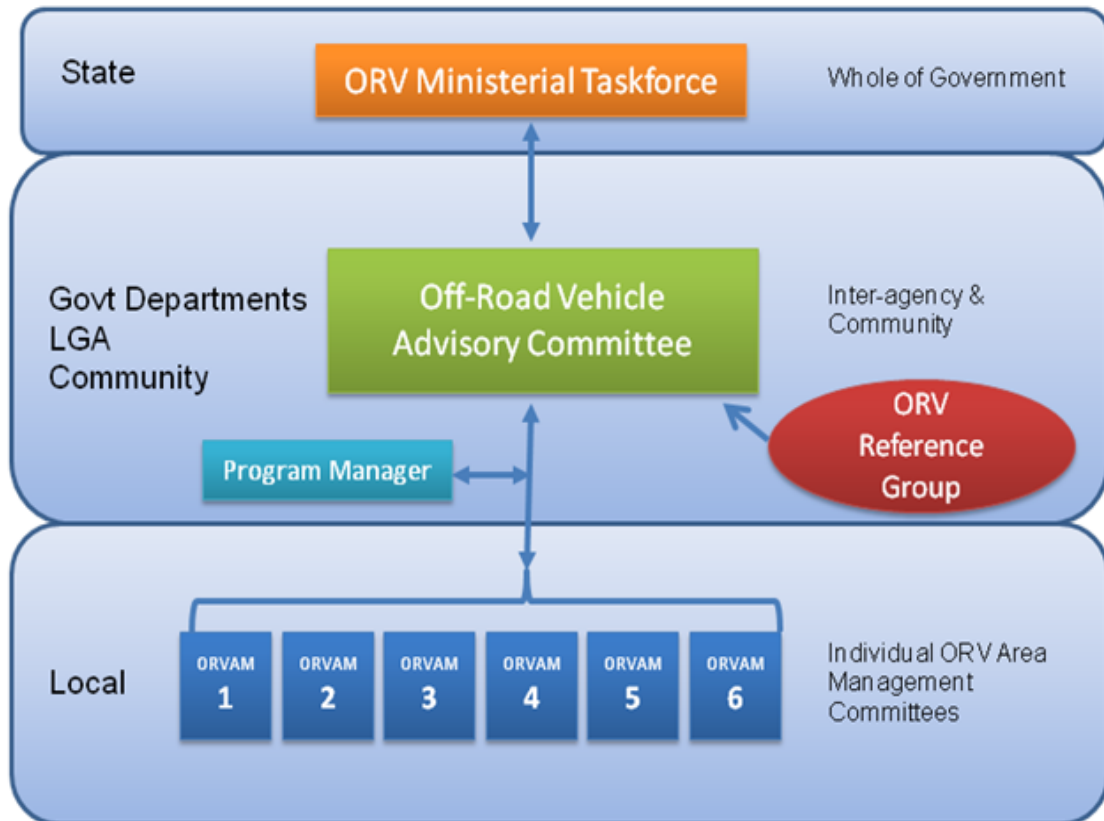 State
ORV Ministerial Taskforce
Whole of Government
Govt Departments
LGA
Community
Off-Road Vehicle
Advisory Committee
Inter-agency &
Community
ORV
Reference
Group
Program Manager
Local
ORVAM
1
ORVAM
2
ORVAM
3
ORVAM
4
ORVAM
5
ORVAM
6
Individual ORV Area
Management
Committees